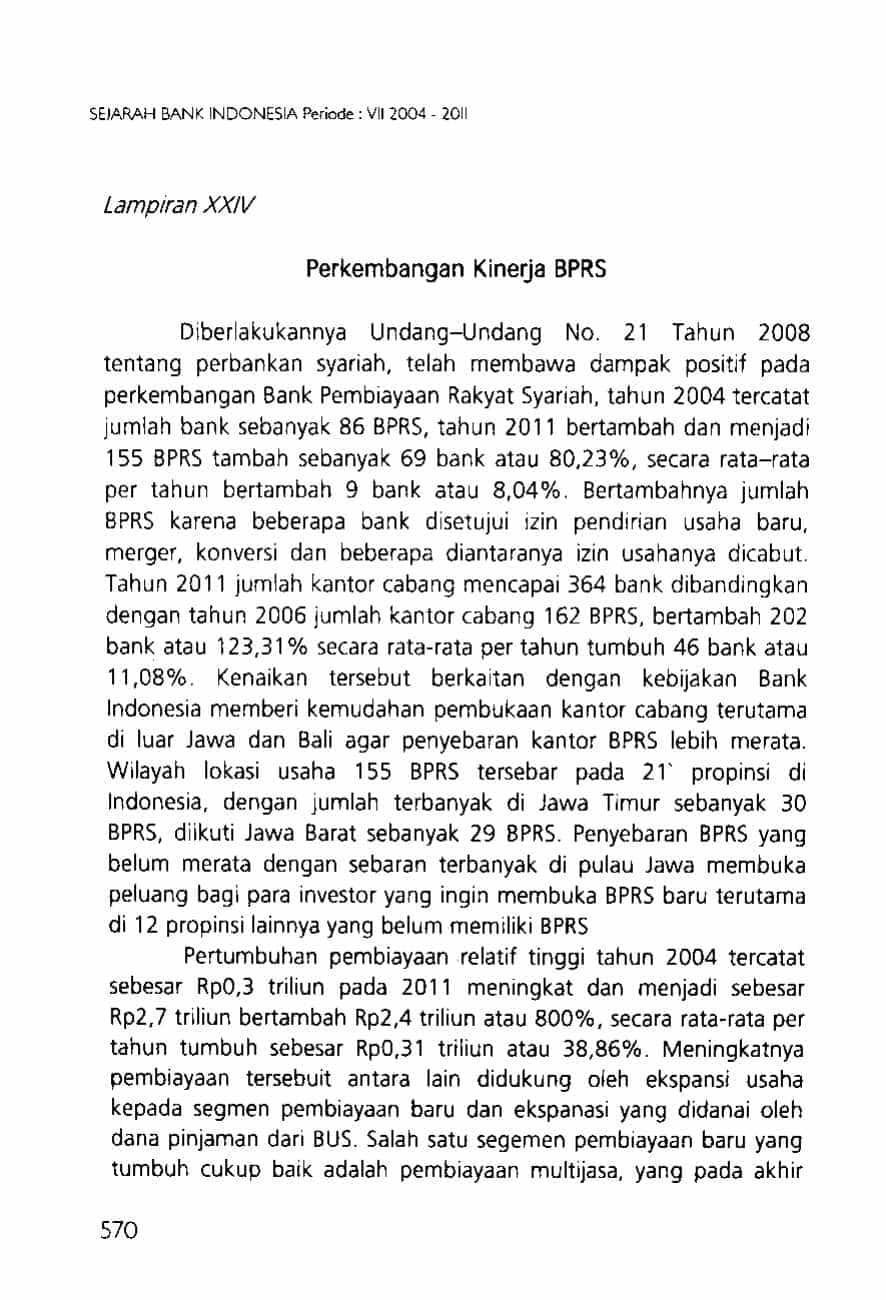 SEJARAH BANK INDONESIA Periode : VII 2004 - 2011
Lampiran XXIV
Perkembangan Kinerja BPRS
Diberlakukannya Undang–Undang No. 21 Tahun 2008
tentang perbankan syariah, telah membawa dampak positif pada
perkembangan Bank Pembiayaan Rakyat Syariah, tahun 2004 tercatat
jumlah bank sebanyak 86 BPRS, tahun 2011 bertambah dan menjadi
155 BPRS tambah sebanyak 69 bank atau 80,23%, secara rata–rata
per tahun bertambah 9 bank atau 8,04%. Bertambahnya jumlah
BPRS karena beberapa bank disetujui izin pendirian usaha baru,
merger, konversi dan beberapa diantaranya izin usahanya dicabut.
Tahun 2011 jumlah kantor cabang mencapai 364 bank dibandingkan
dengan tahun 2006 jumlah kantor cabang 162 BPRS, bertambah 202
bank atau 123,31% secara rata-rata per tahun tumbuh 46 bank atau
11,08%. Kenaikan tersebut berkaitan dengan kebijakan Bank
Indonesia memberi kemudahan pembukaan kantor cabang terutama
di luar Jawa dan Bali agar penyebaran kantor BPRS lebih merata.
Wilayah lokasi usaha 155 BPRS tersebar pada 21` propinsi di
Indonesia, dengan jumlah terbanyak di Jawa Timur sebanyak 30
BPRS, diikuti Jawa Barat sebanyak 29 BPRS. Penyebaran BPRS yang
belum merata dengan sebaran terbanyak di pulau Jawa membuka
peluang bagi para investor yang ingin membuka BPRS baru terutama
di 12 propinsi lainnya yang belum memiliki BPRS
Pertumbuhan pembiayaan relatif tinggi tahun 2004 tercatat
sebesar Rp0,3 triliun pada 2011 meningkat dan menjadi sebesar
Rp2,7 triliun bertambah Rp2,4 triliun atau 800%, secara rata-rata per
tahun tumbuh sebesar Rp0,31 triliun atau 38,86%. Meningkatnya
pembiayaan tersebuit antara lain didukung oleh ekspansi usaha
kepada segmen pembiayaan baru dan ekspanasi yang didanai oleh
dana pinjaman dari BUS. Salah satu segemen pembiayaan baru yang
tumbuh cukup baik adalah pembiayaan multijasa, yang pada akhir
570